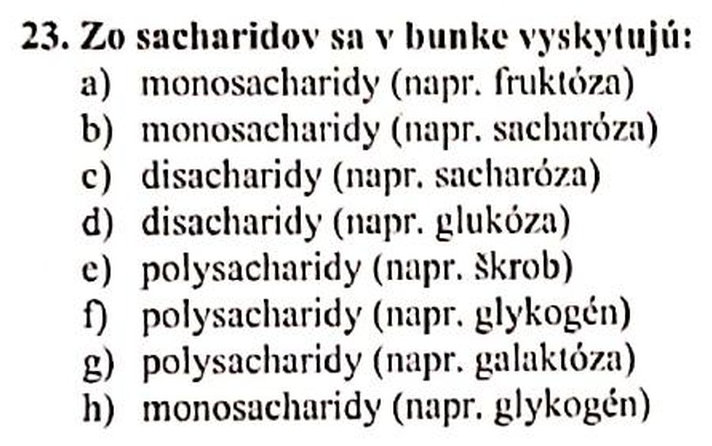 23. Zo sacharidov sa v bunke vyskytujú:
a) monosacharidy (napr. fruktóza)
b) monosacharidy (napr. sacharóza)
c) disacharidy (napr. sacharóza)
d) disacharidy (napr. glukóza)
e) polysacharidy (napr. škrob)
f) polysacharidy (napr. glykogén)
g) polysacharidy (napr. galaktóza)
h) monosacharidy (napr. glykogén)